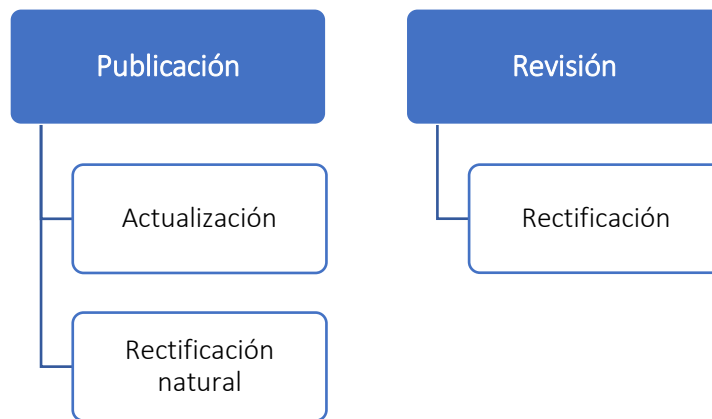 Publicación
Actualización
Rectificación
natural
Revisión
Rectificación